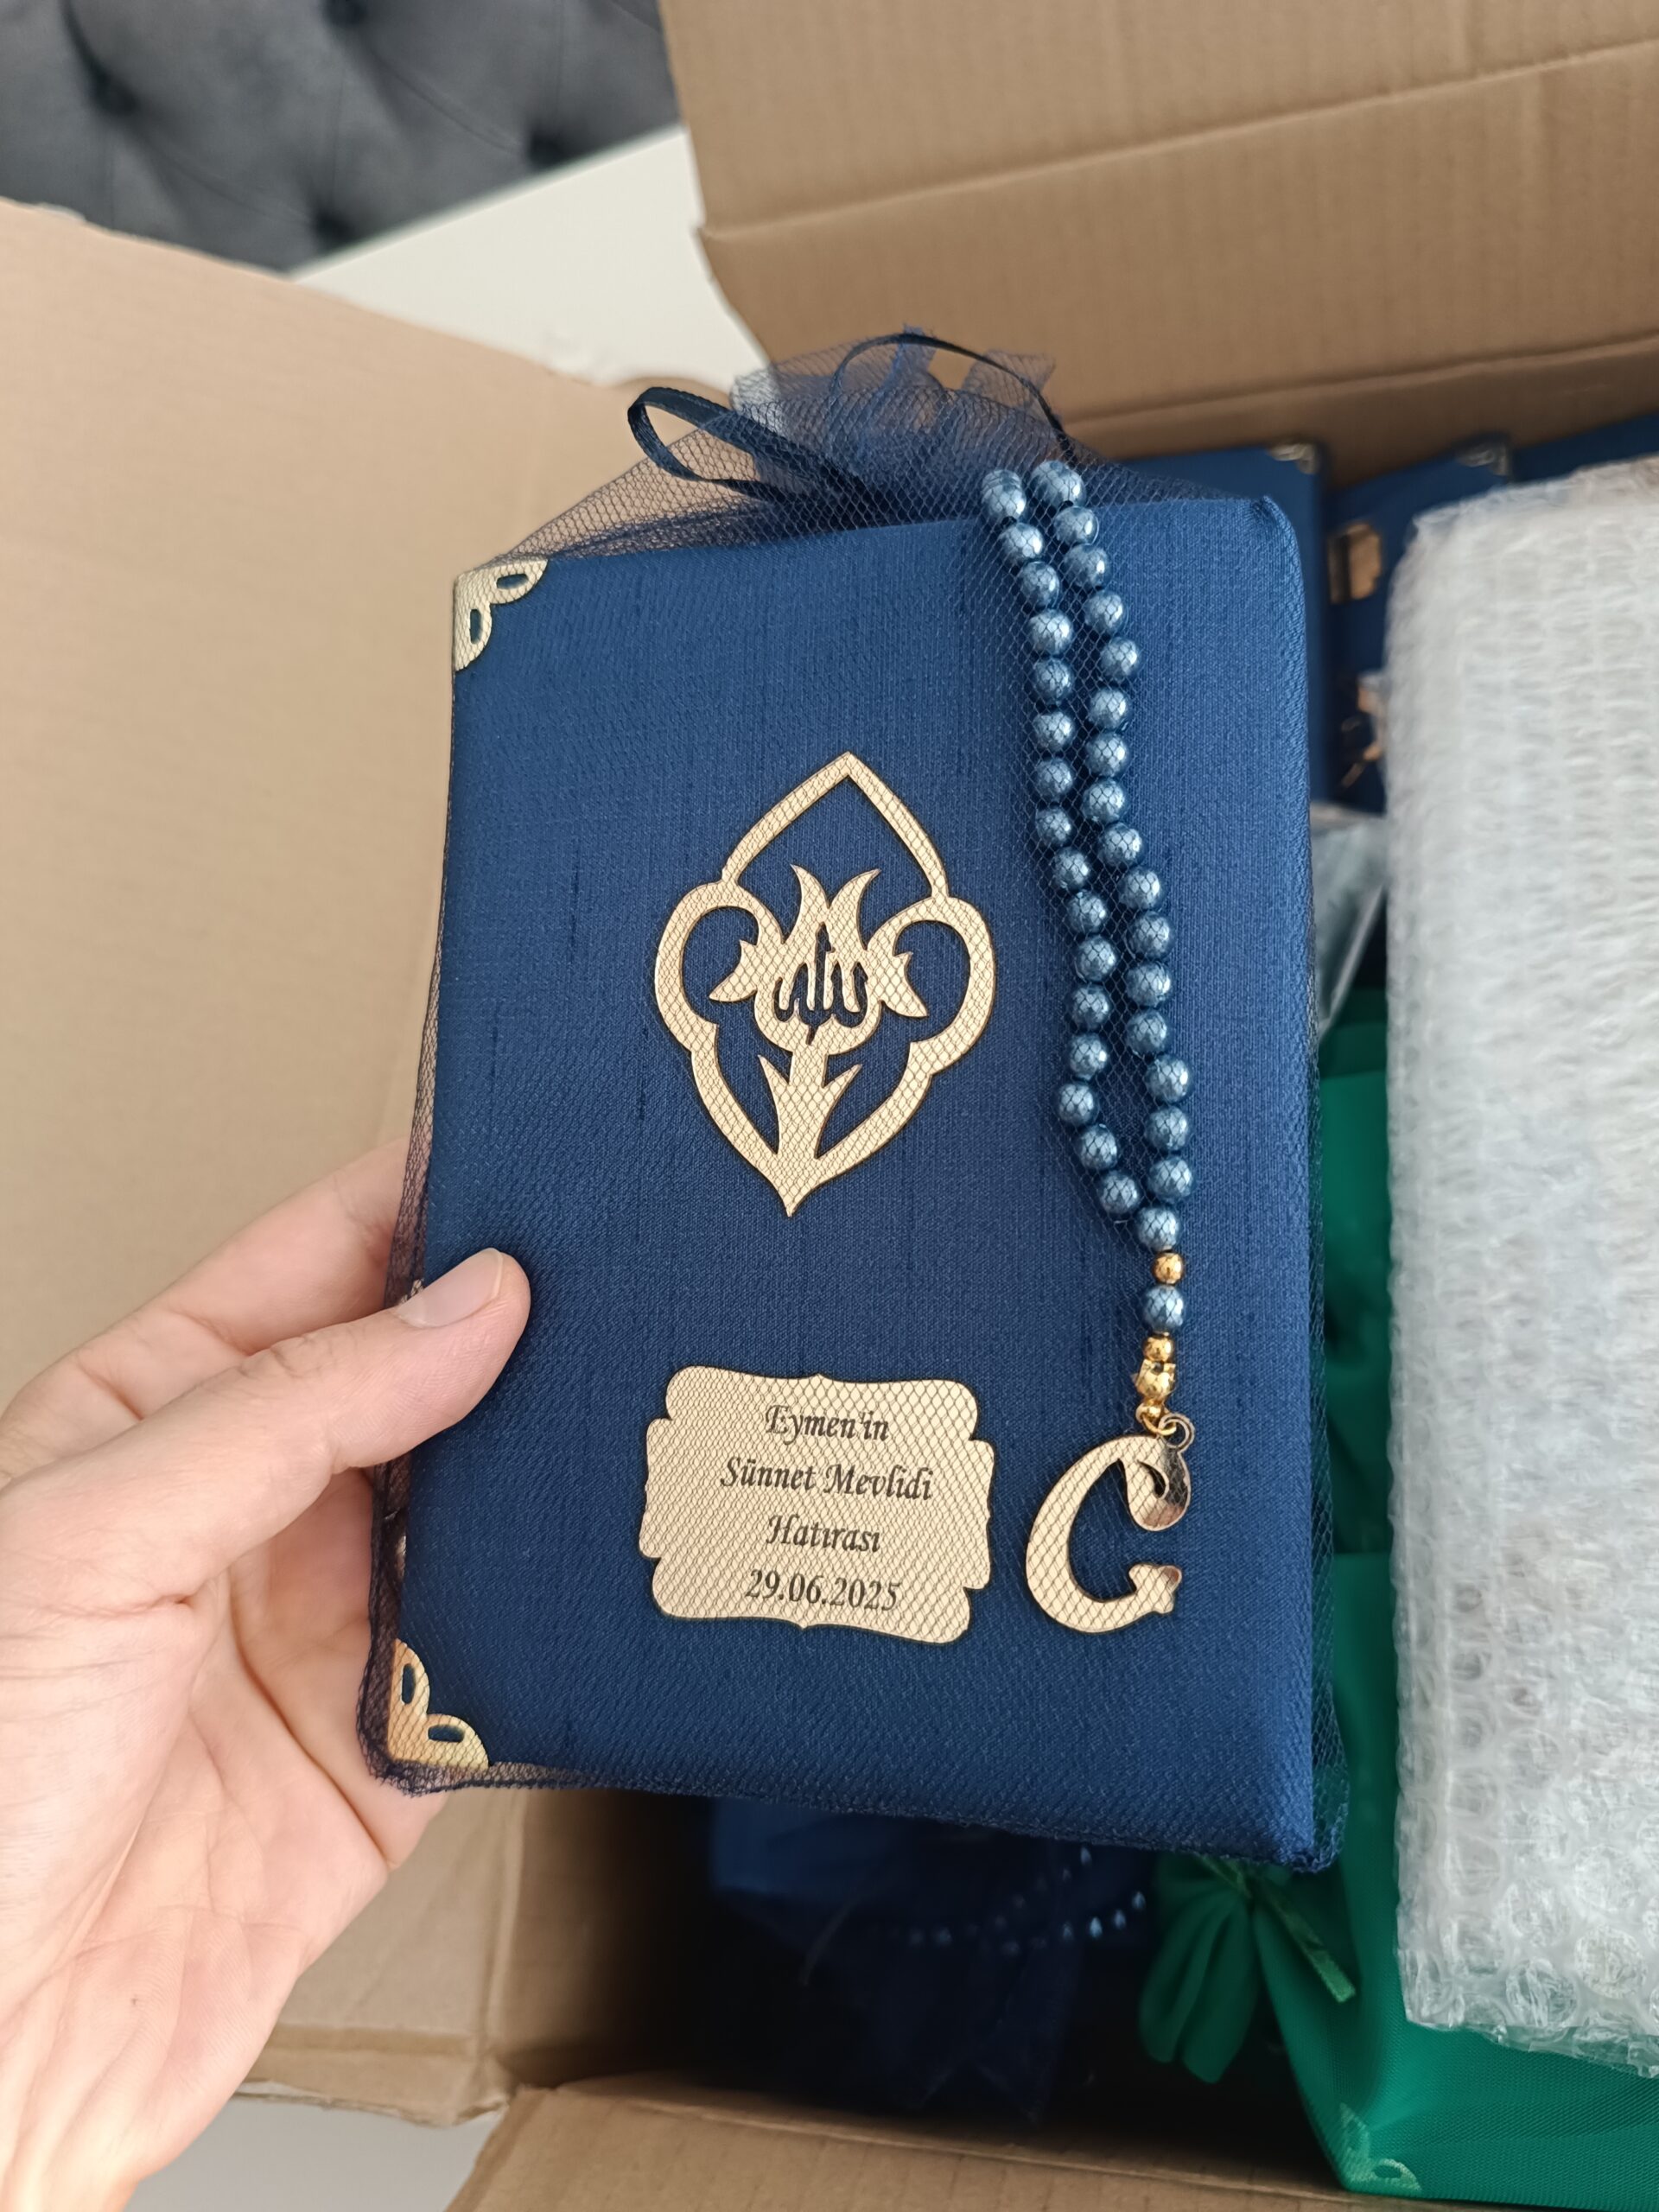 الله
Eymen'in
Sünnet Mevlidi
Hatırası
29.06.2025
C